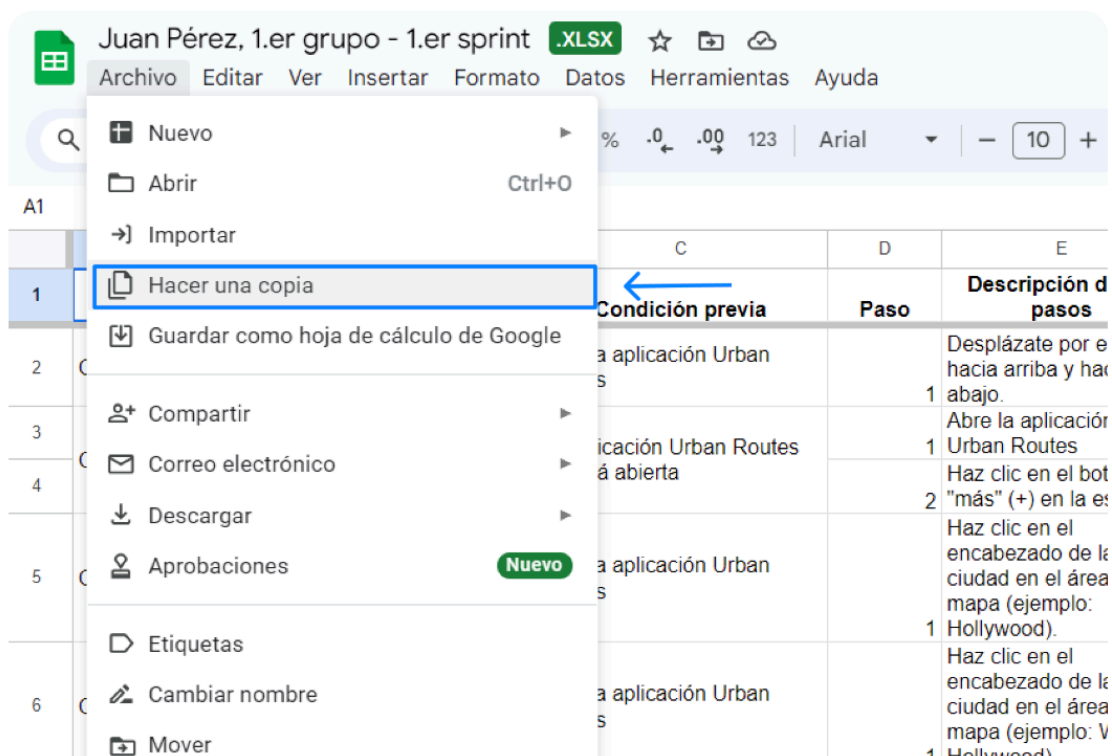 Juan Pérez, 1.er grupo - 1.er sprint .XLSX
Archivo Editar Ver Insertar Formato Datos Herramientas Ayuda
Nuevo
Abrir Ctrl+O
Importar
Hacer una copia
Guardar como hoja de cálculo de Google
Compartir
Correo electrónico
Descargar
Aprobaciones Nuevo
Etiquetas
Cambiar nombre
Mover
% .0 .00 123 Arial 10
A1
C D E
1 Condición previa Paso Descripción d
pasos
2 a aplicación Urban
s
1
Desplázate por e
hacia arriba y hac
abajo.
3 icación Urban Routes
á abierta
1
Abre la aplicación
Urban Routes
4
2
Haz clic en el bot
"más" (+) en la es
5 a aplicación Urban
s
1
Haz clic en el
encabezado de la
ciudad en el área
mapa (ejemplo:
Hollywood).
6 a aplicación Urban
s
1
Haz clic en el
encabezado de la
ciudad en el área
mapa (ejemplo: W
Hollywood)